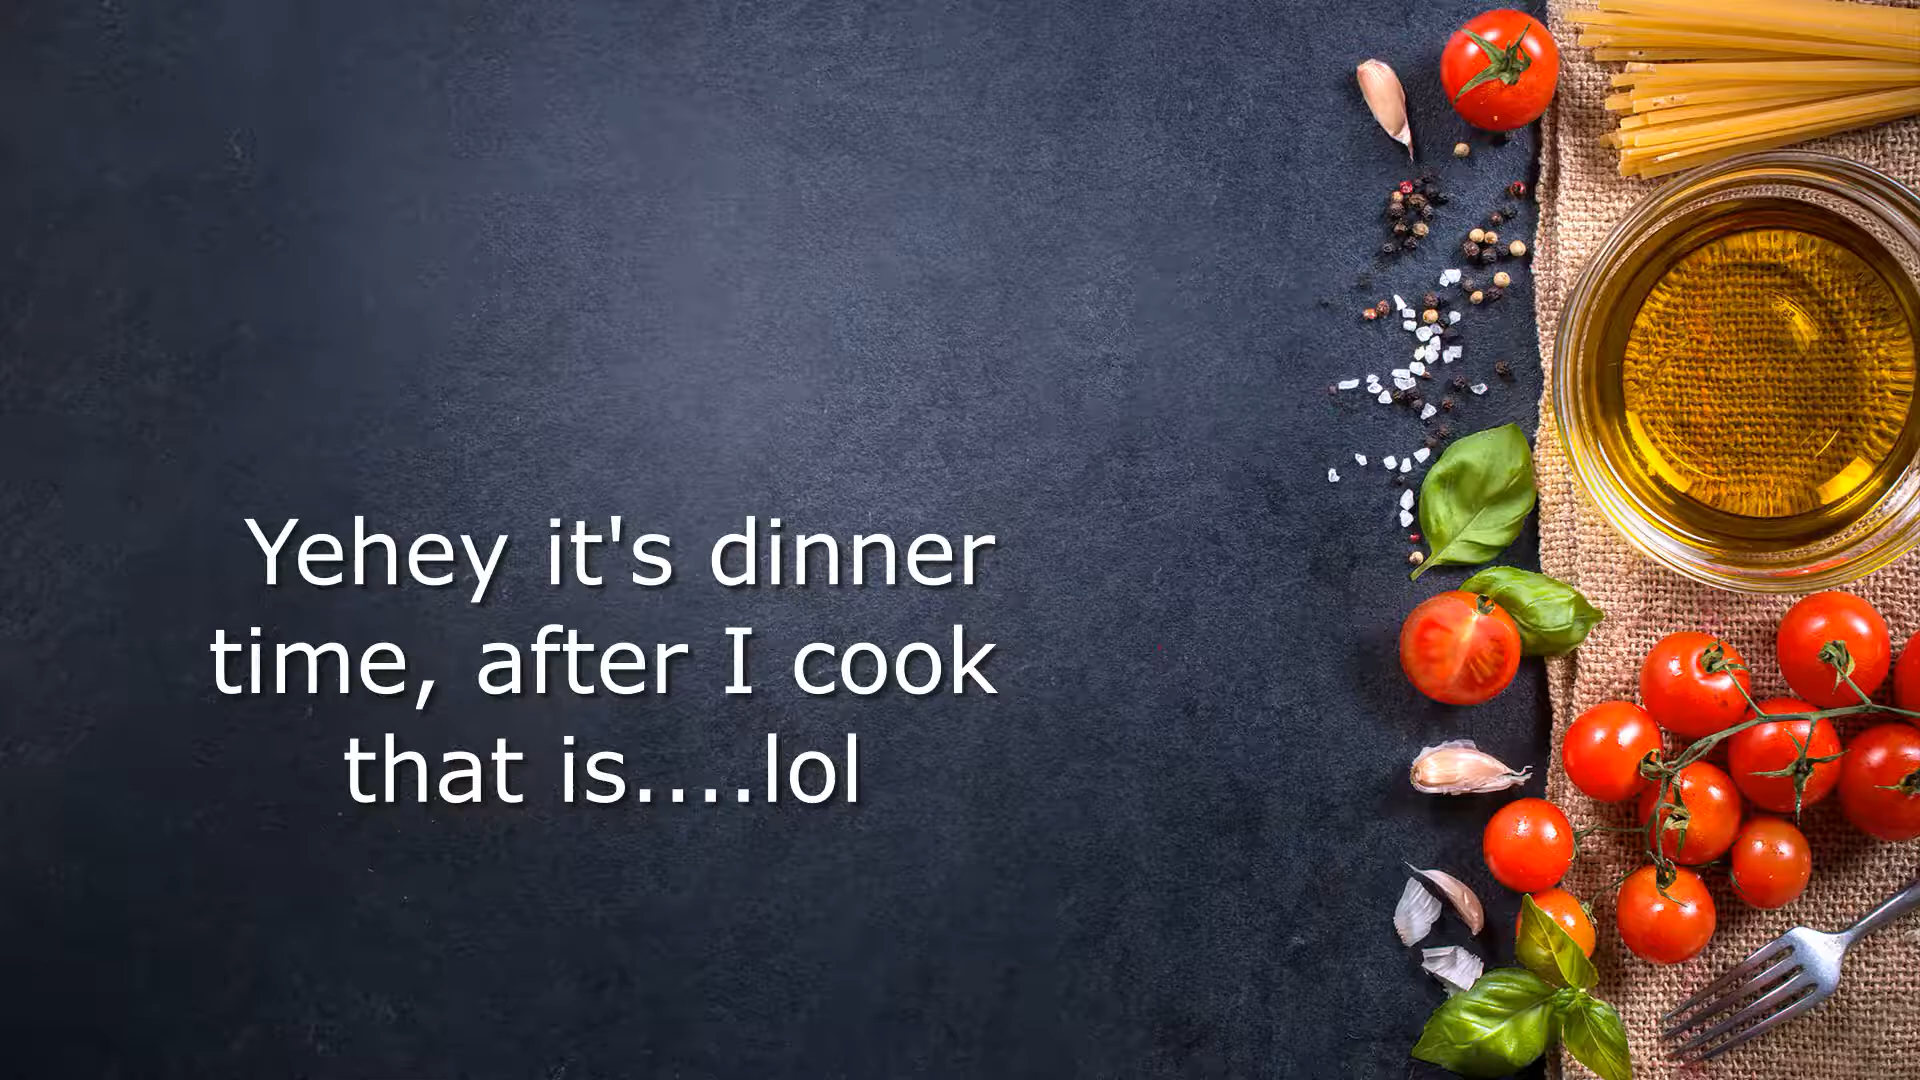 Yehey it's dinner
time, after I cook
that is....lol